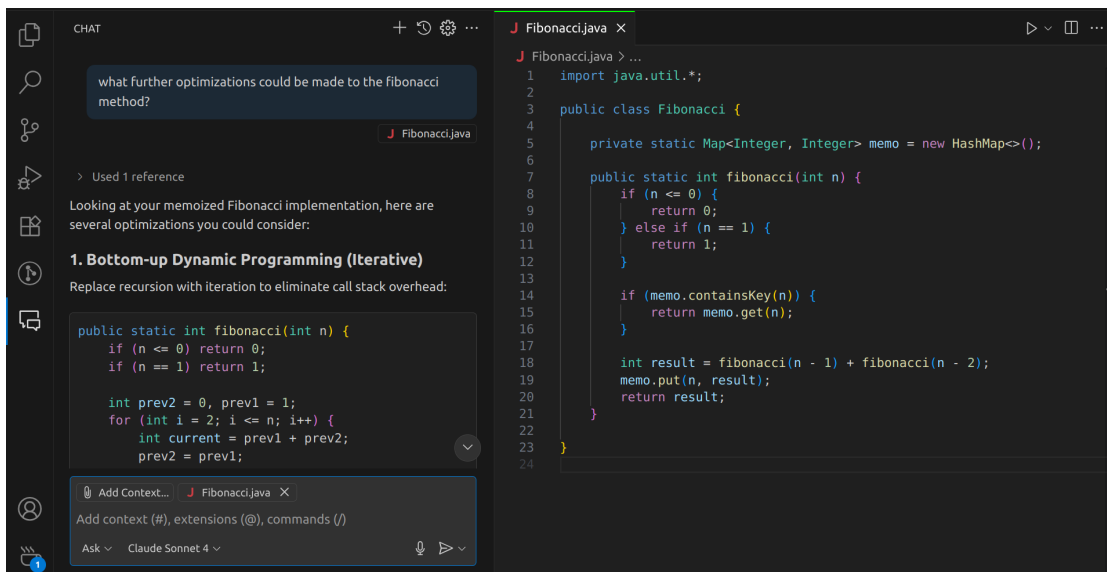 CHAT
what further optimizations could be made to the fibonacci
method?
J Fibonacci.java
> Used 1 reference
Looking at your memoized Fibonacci implementation, here are
several optimizations you could consider:
1. Bottom-up Dynamic Programming (Iterative)
Replace recursion with iteration to eliminate call stack overhead:
public static int fibonacci(int n) {
    if (n <= 0) return 0;
    if (n == 1) return 1;
    int prev2 = 0, prev1 = 1;
    for (int i = 2; i <= n; i++) {
        int current = prev1 + prev2;
        prev2 = prev1;
Add Context...
J Fibonacci.java ×
Add context (#), extensions (@), commands (/)
Ask
Claude Sonnet 4
1
J Fibonacci.java ×
J Fibonacci.java > ...
1 import java.util.*;
2
3 public class Fibonacci {
4
5     private static Map<Integer, Integer> memo = new HashMap<>();
6
7     public static int fibonacci(int n) {
8         if (n <= 0) {
9             return 0;
10         } else if (n == 1) {
11             return 1;
12         }
13
14         if (memo.containsKey(n)) {
15             return memo.get(n);
16         }
17
18         int result = fibonacci(n - 1) + fibonacci(n - 2);
19         memo.put(n, result);
20         return result;
21     }
22
23 }
24